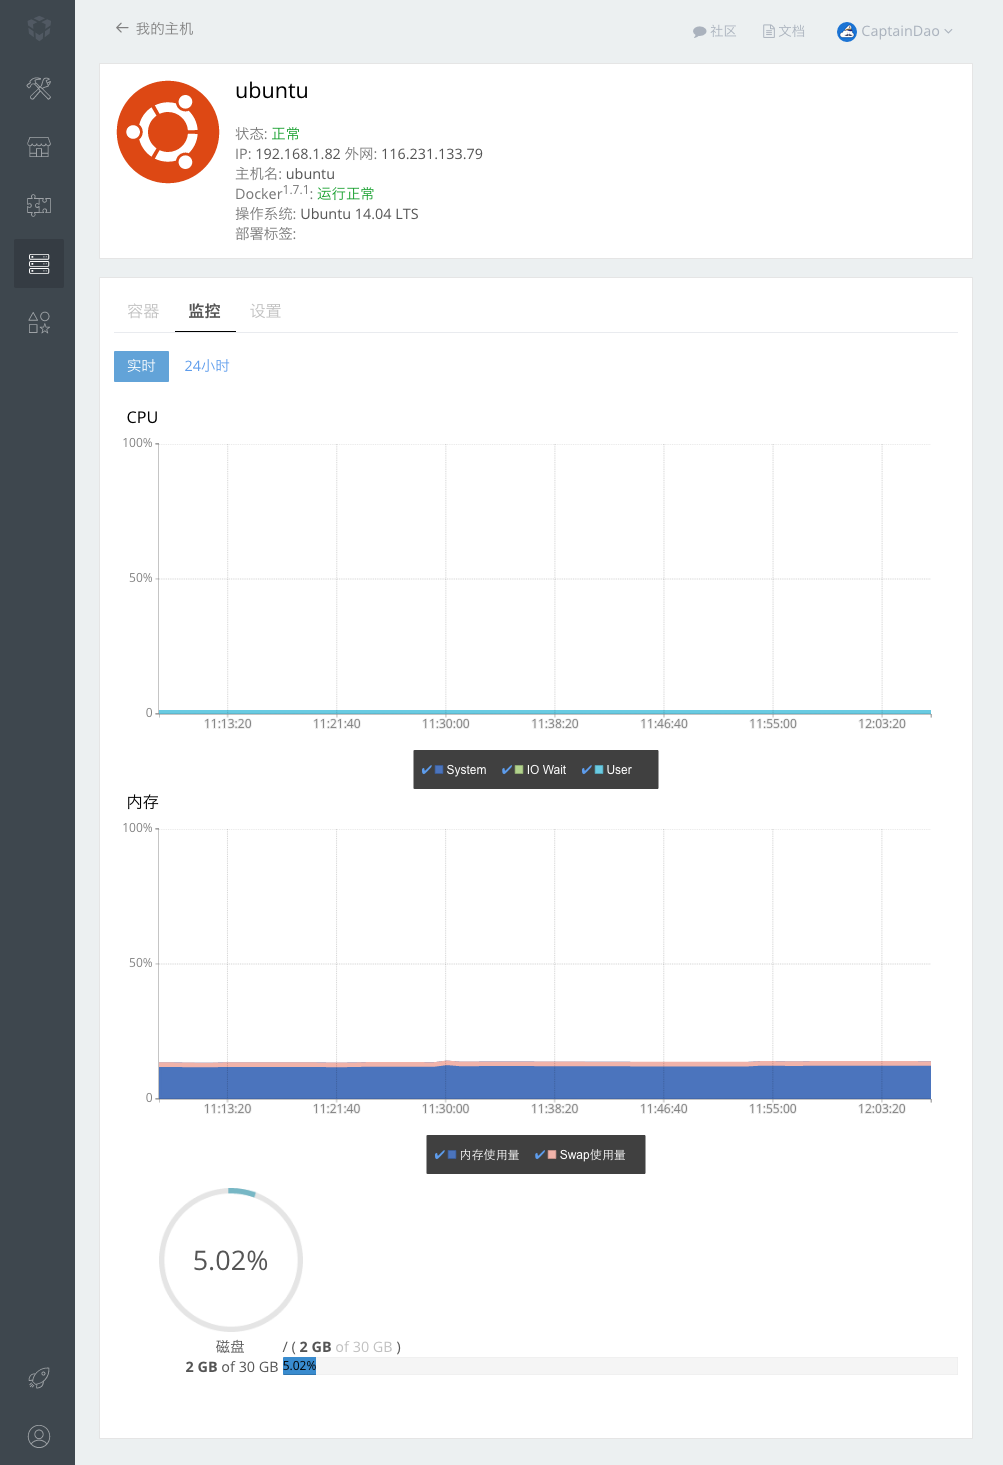 ← 我的主机
社区 文档 CaptainDao
ubuntu
状态: 正常
IP: 192.168.1.82 外网: 116.231.133.79
主机名: ubuntu
Docker1.7.1: 运行正常
操作系统: Ubuntu 14.04 LTS
部署标签:
容器 监控 设置
实时 24小时
CPU
100%
50%
0
11:13:20 11:21:40 11:30:00 11:38:20 11:46:40 11:55:00 12:03:20
System IO Wait User
内存
100%
50%
0
11:13:20 11:21:40 11:30:00 11:38:20 11:46:40 11:55:00 12:03:20
内存使用量 Swap使用量
5.02%
磁盘 / ( 2 GB of 30 GB )
2 GB of 30 GB 5.02%